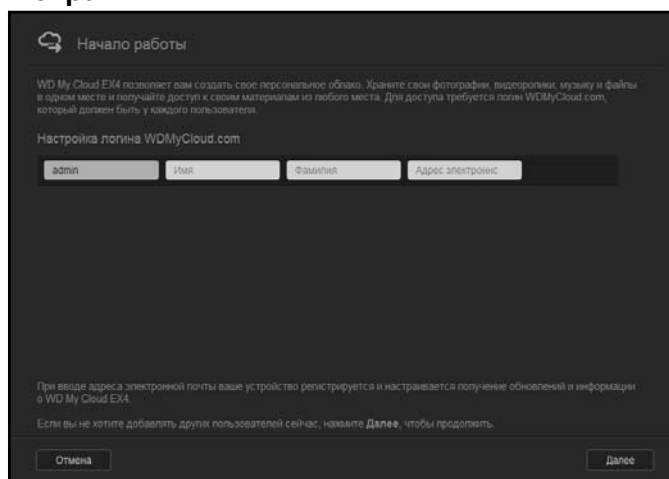 Начало работы
WD My Cloud EX4 позволяет вам создать свое персональное облако. Храните свои фотографии, видеоролики, музыку и файлы
в одном месте и получайте доступ к своим материалам из любого места. Для доступа требуется логин WDMyCloud.com,
который должен быть у каждого пользователя.
Настройка логина WDMyCloud.com
admin Имя Фамилия Адрес электроннс
При вводе адреса электронной почты ваше устройство регистрируется и настраивается получение обновлений и информации
о WD My Cloud EX4.
Если вы не хотите добавлять других пользователей сейчас, нажмите Далее, чтобы продолжить.
Отмена Далее